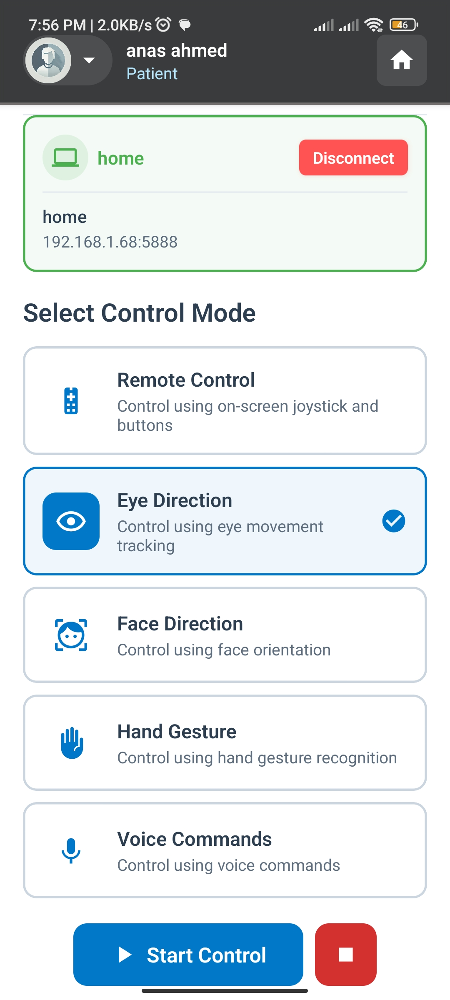 7:56 PM | 2.0KB/s
46
anas ahmed
Patient
home
Disconnect
home
192.168.1.68:5888
Select Control Mode
Remote Control
Control using on-screen joystick and
buttons
Eye Direction
Control using eye movement
tracking
Face Direction
Control using face orientation
Hand Gesture
Control using hand gesture recognition
Voice Commands
Control using voice commands
Start Control